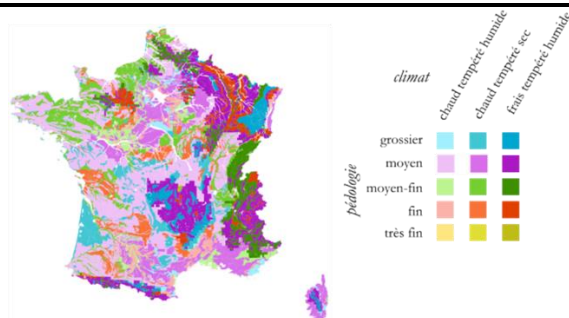 climat
chaud tempéré humide
chaud tempéré sec
frais tempéré humide
pédologie
grossier
moyen
moyen-fin
fin
très fin